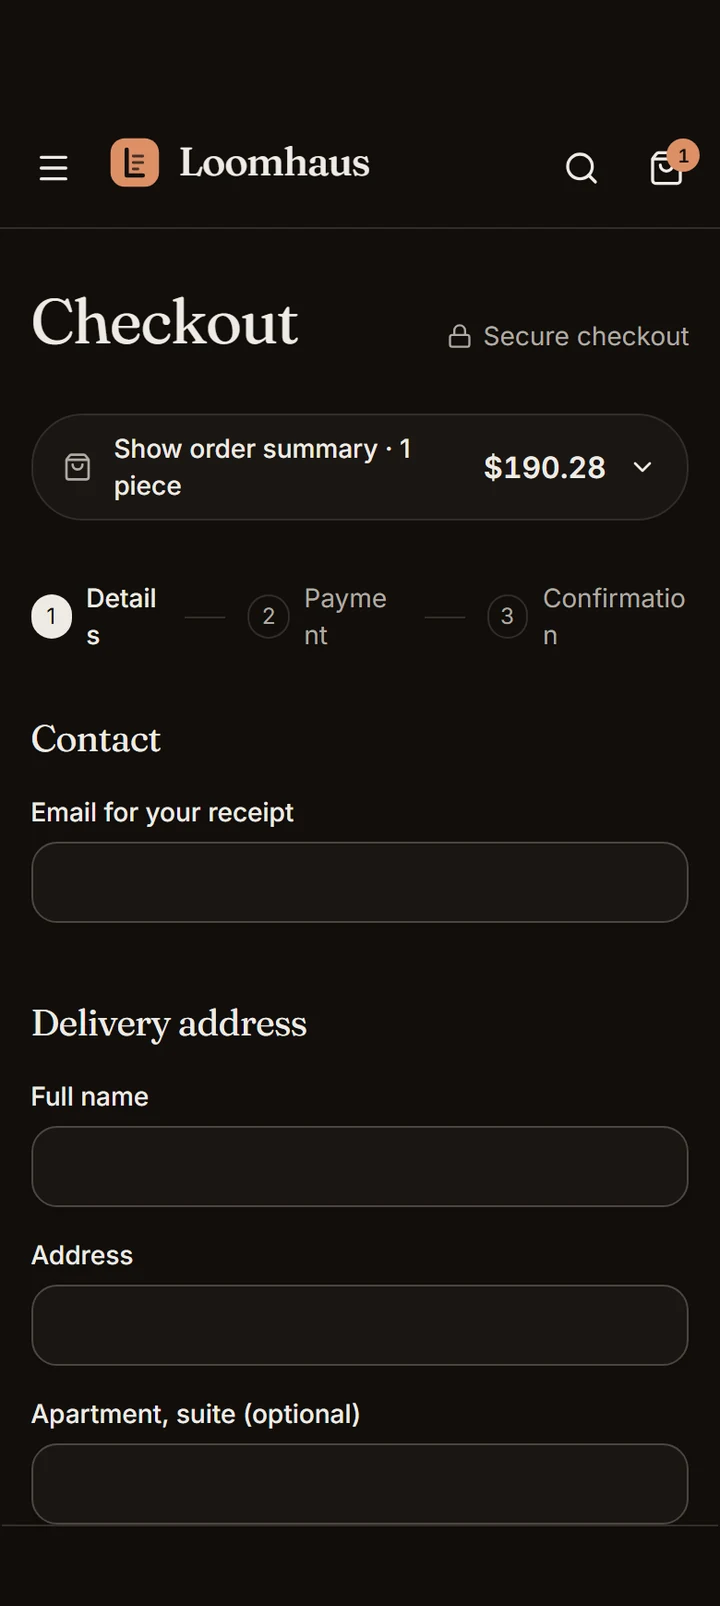 Loomhaus
1
Checkout
Secure checkout
Show order summary · 1
piece
$190.28
1
Detail
s
2
Payme
nt
3
Confirmatio
n
Contact
Email for your receipt
Delivery address
Full name
Address
Apartment, suite (optional)